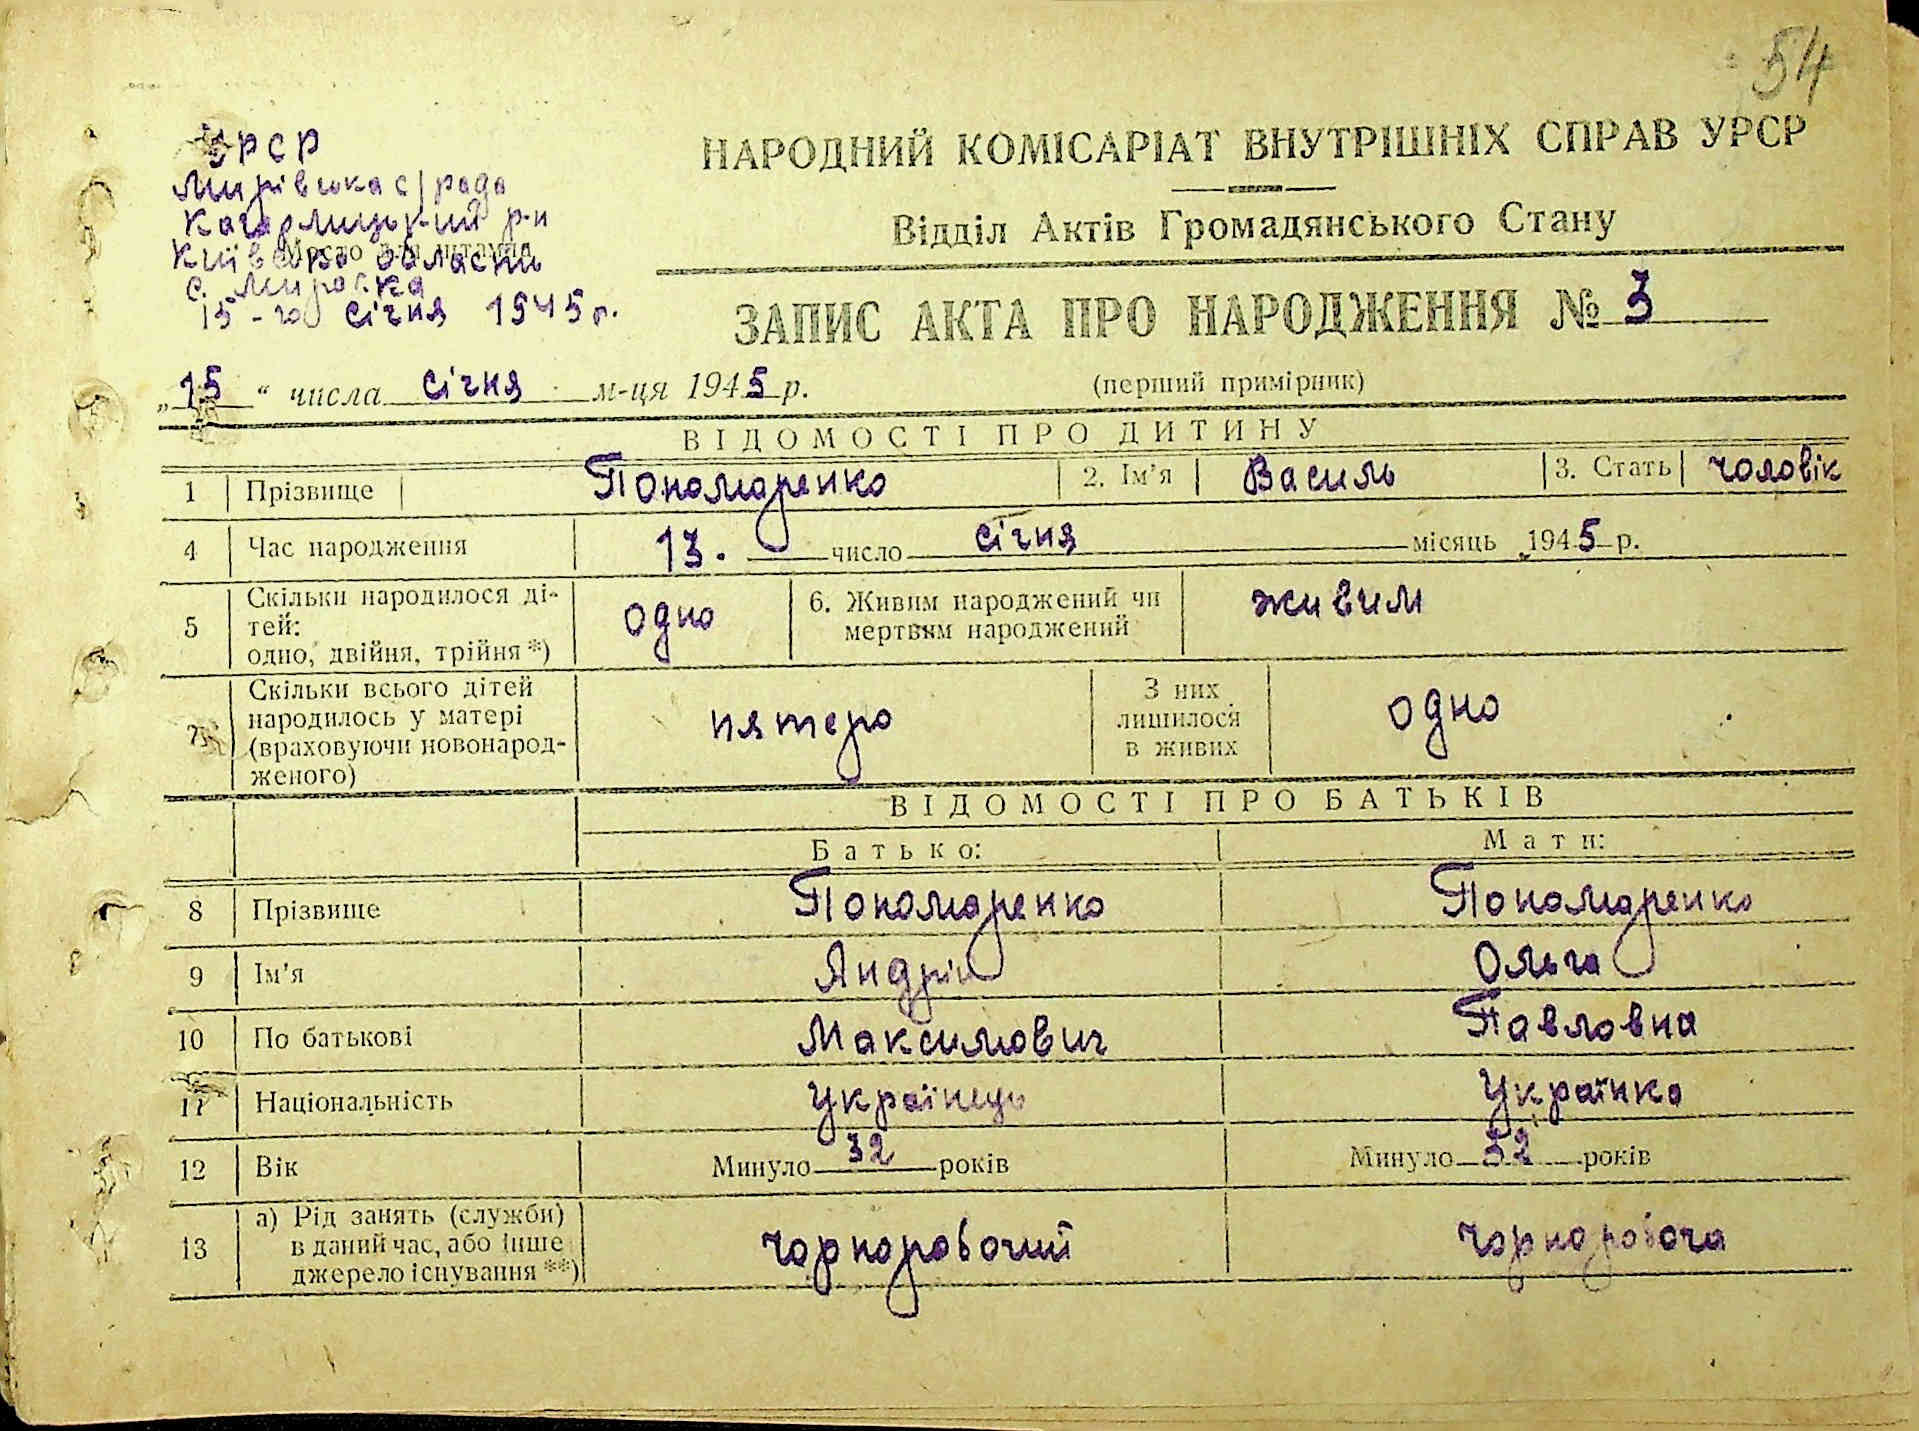 54
УРСР
НАРОДНИЙ КОМІСАРІАТ ВНУТРІШНІХ СПРАВ УРСР
Мирівська с/рада
Кагарлицький р-н
Відділ Актів Громадянського Стану
Київської області
с. Мирівка
15-го січня 1945 р.
ЗАПИС АКТА ПРО НАРОДЖЕННЯ № 3
„15“ числа січня м-ця 1945 р.
(перший примірник)
ВІДОМОСТІ ПРО ДИТИНУ
1 Прізвище Пономаренко 2. Ім'я Василь 3. Стать чоловік
4 Час народження 13. число січня місяць 1945 р.
5 Скільки народилося ді-
тей:
одно, двійня, трійня *) одно 6. Живим народжений чи
мертвим народжений живим
7 Скільки всього дітей
народилось у матері
(враховуючи новонарод-
женого) пятеро З них
лишилося
в живих одно
ВІДОМОСТІ ПРО БАТЬКІВ
Батько: Мати:
8 Прізвище Пономаренко Пономаренко
9 Ім'я Андрій Ольга
10 По батькові Максимович Павловна
11 Національність Українець Українка
12 Вік Минуло 32 років Минуло 32 років
13 а) Рід занять (служби)
в даний час, або інше
джерело існування **) чорноробочий чорноробоча